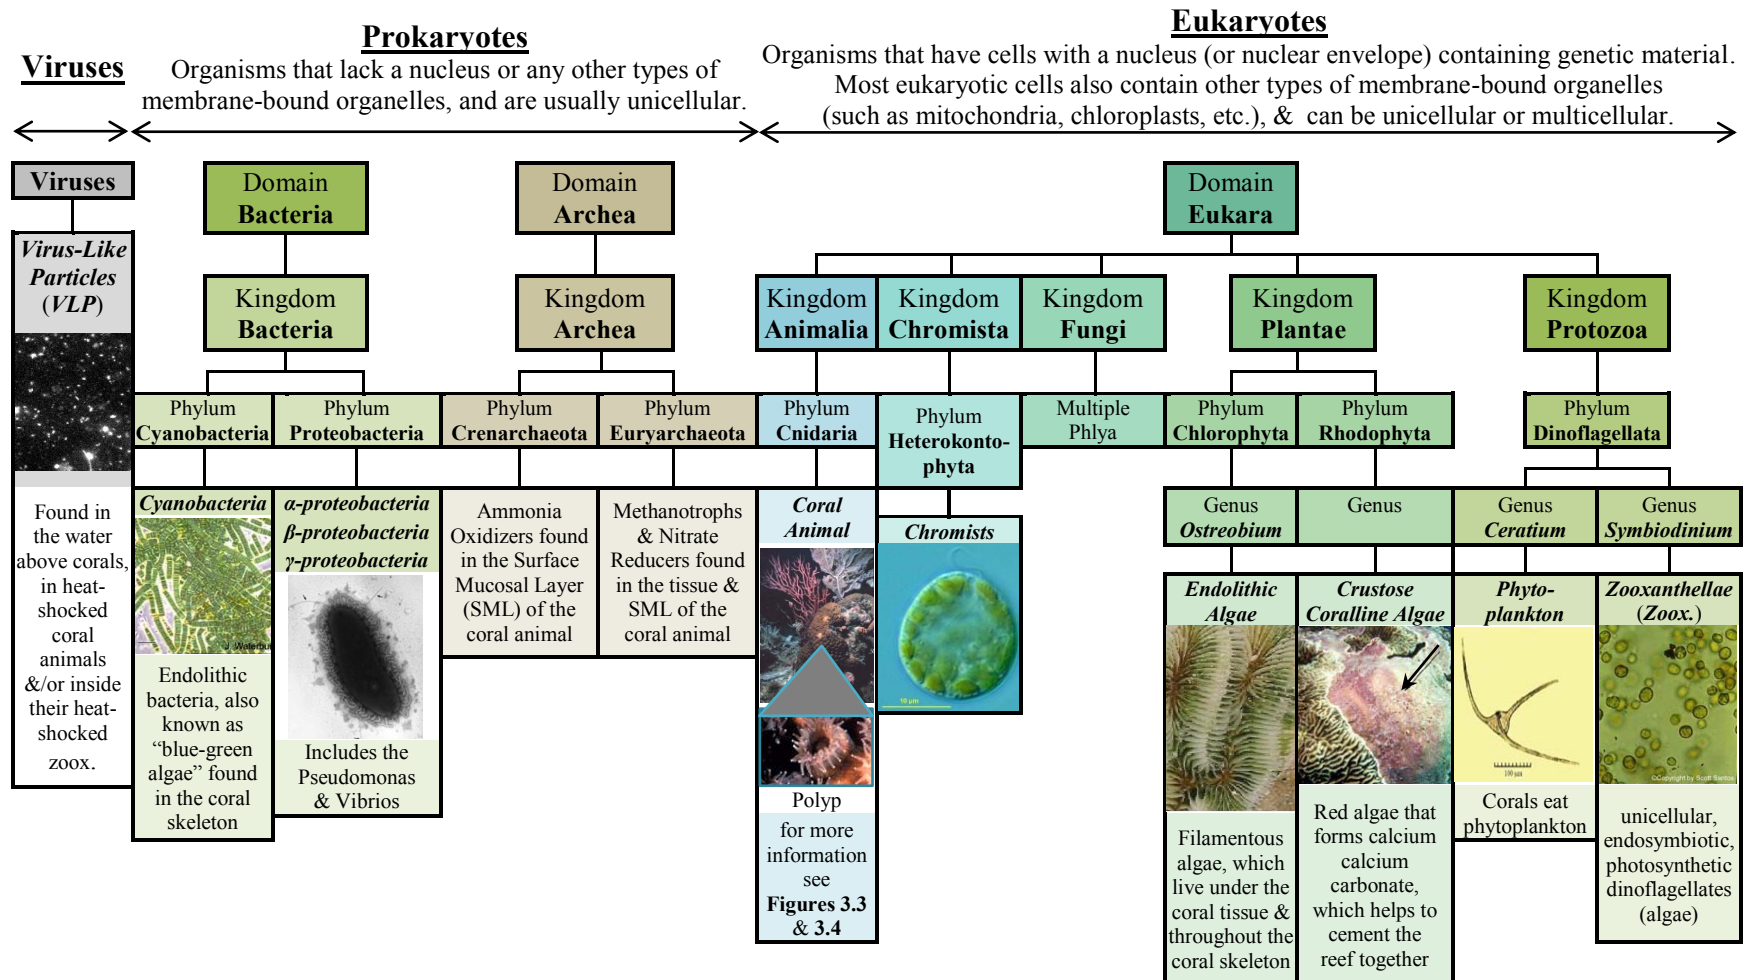 Viruses
Prokaryotes
Organisms that lack a nucleus or any other types of
membrane-bound organelles, and are usually unicellular.
Eukaryotes
Organisms that have cells with a nucleus (or nuclear envelope) containing genetic material.
Most eukaryotic cells also contain other types of membrane-bound organelles
(such as mitochondria, chloroplasts, etc.), & can be unicellular or multicellular.
Viruses
Virus-Like
Particles
(VLP)
Found in
the water
above corals,
in heat-
shocked
coral
animals
&/or inside
their heat-
shocked
zoox.
Domain
Bacteria
Kingdom
Bacteria
Phylum
Cyanobacteria
Cyanobacteria
J. Waterbur
Endolithic
bacteria, also
known as
“blue-green
algae” found
in the coral
skeleton
Phylum
Proteobacteria
α-proteobacteria
β-proteobacteria
γ-proteobacteria
Includes the
Pseudomonas
& Vibrios
Domain
Archea
Kingdom
Archea
Phylum
Crenarchaeota
Ammonia
Oxidizers found
in the Surface
Mucosal Layer
(SML) of the
coral animal
Phylum
Euryarchaeota
Methanotrophs
& Nitrate
Reducers found
in the tissue &
SML of the
coral animal
Domain
Eukara
Kingdom
Animalia
Phylum
Cnidaria
Coral
Animal
Polyp
for more
information
see
Figures 3.3
& 3.4
Kingdom
Chromista
Phylum
Heterokonto-
phyta
Chromists
10 µm
Kingdom
Fungi
Multiple
Phlya
Kingdom
Plantae
Phylum
Chlorophyta
Genus
Ostreobium
Endolithic
Algae
Filamentous
algae, which
live under the
coral tissue &
throughout the
coral skeleton
Phylum
Rhodophyta
Genus
Crustose
Coralline Algae
Red algae that
forms calcium
calcium
carbonate,
which helps to
cement the
reef together
Kingdom
Protozoa
Phylum
Dinoflagellata
Genus
Ceratium
Phyto-
plankton
100 µm
Corals eat
phytoplankton
Genus
Symbiodinium
Zooxanthellae
(Zoox.)
©Copyright by Scott Santos
unicellular,
endosymbiotic,
photosynthetic
dinoflagellates
(algae)